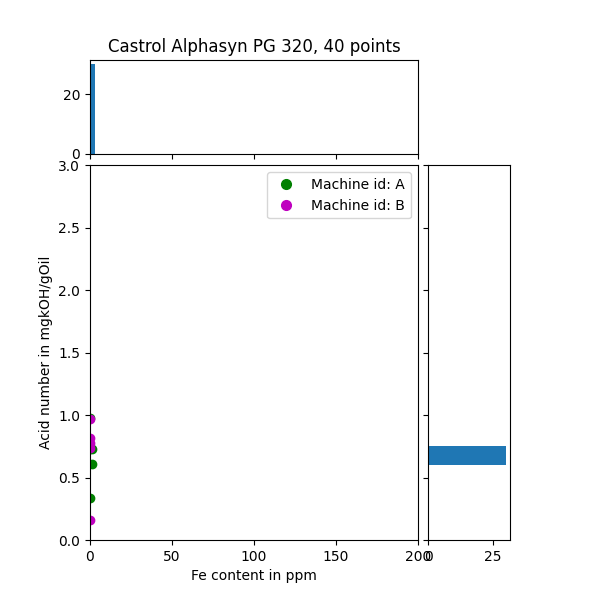 Castrol Alphasyn PG 320, 40 points
20
0
3.0
2.5
2.0
1.5
1.0
0.5
0.0
Acid number in mgkOH/gOil
Machine id: A
Machine id: B
0 50 100 150 200
0 25
Fe content in ppm